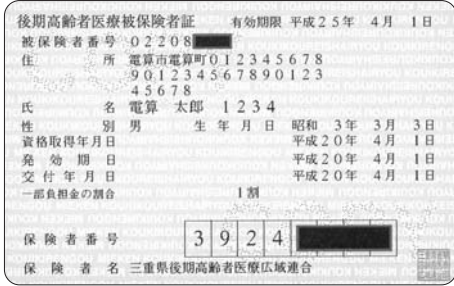 後期高齢者医療被保険者証 有効期限 平成25年 4月 1日
被保険者番号 02208
住所 電算市電算町012345678
901234567890123
45678
氏名 電算 太郎 1234
性別 男 生年月日 昭和 3年 3月 3日
資格取得年月日 平成20年 4月 1日
発効期日 平成20年 4月 1日
交付年月日 平成20年 4月 1日
一部負担金の割合 1割
保険者番号 3924
保険者名 三重県後期高齢者医療広域連合